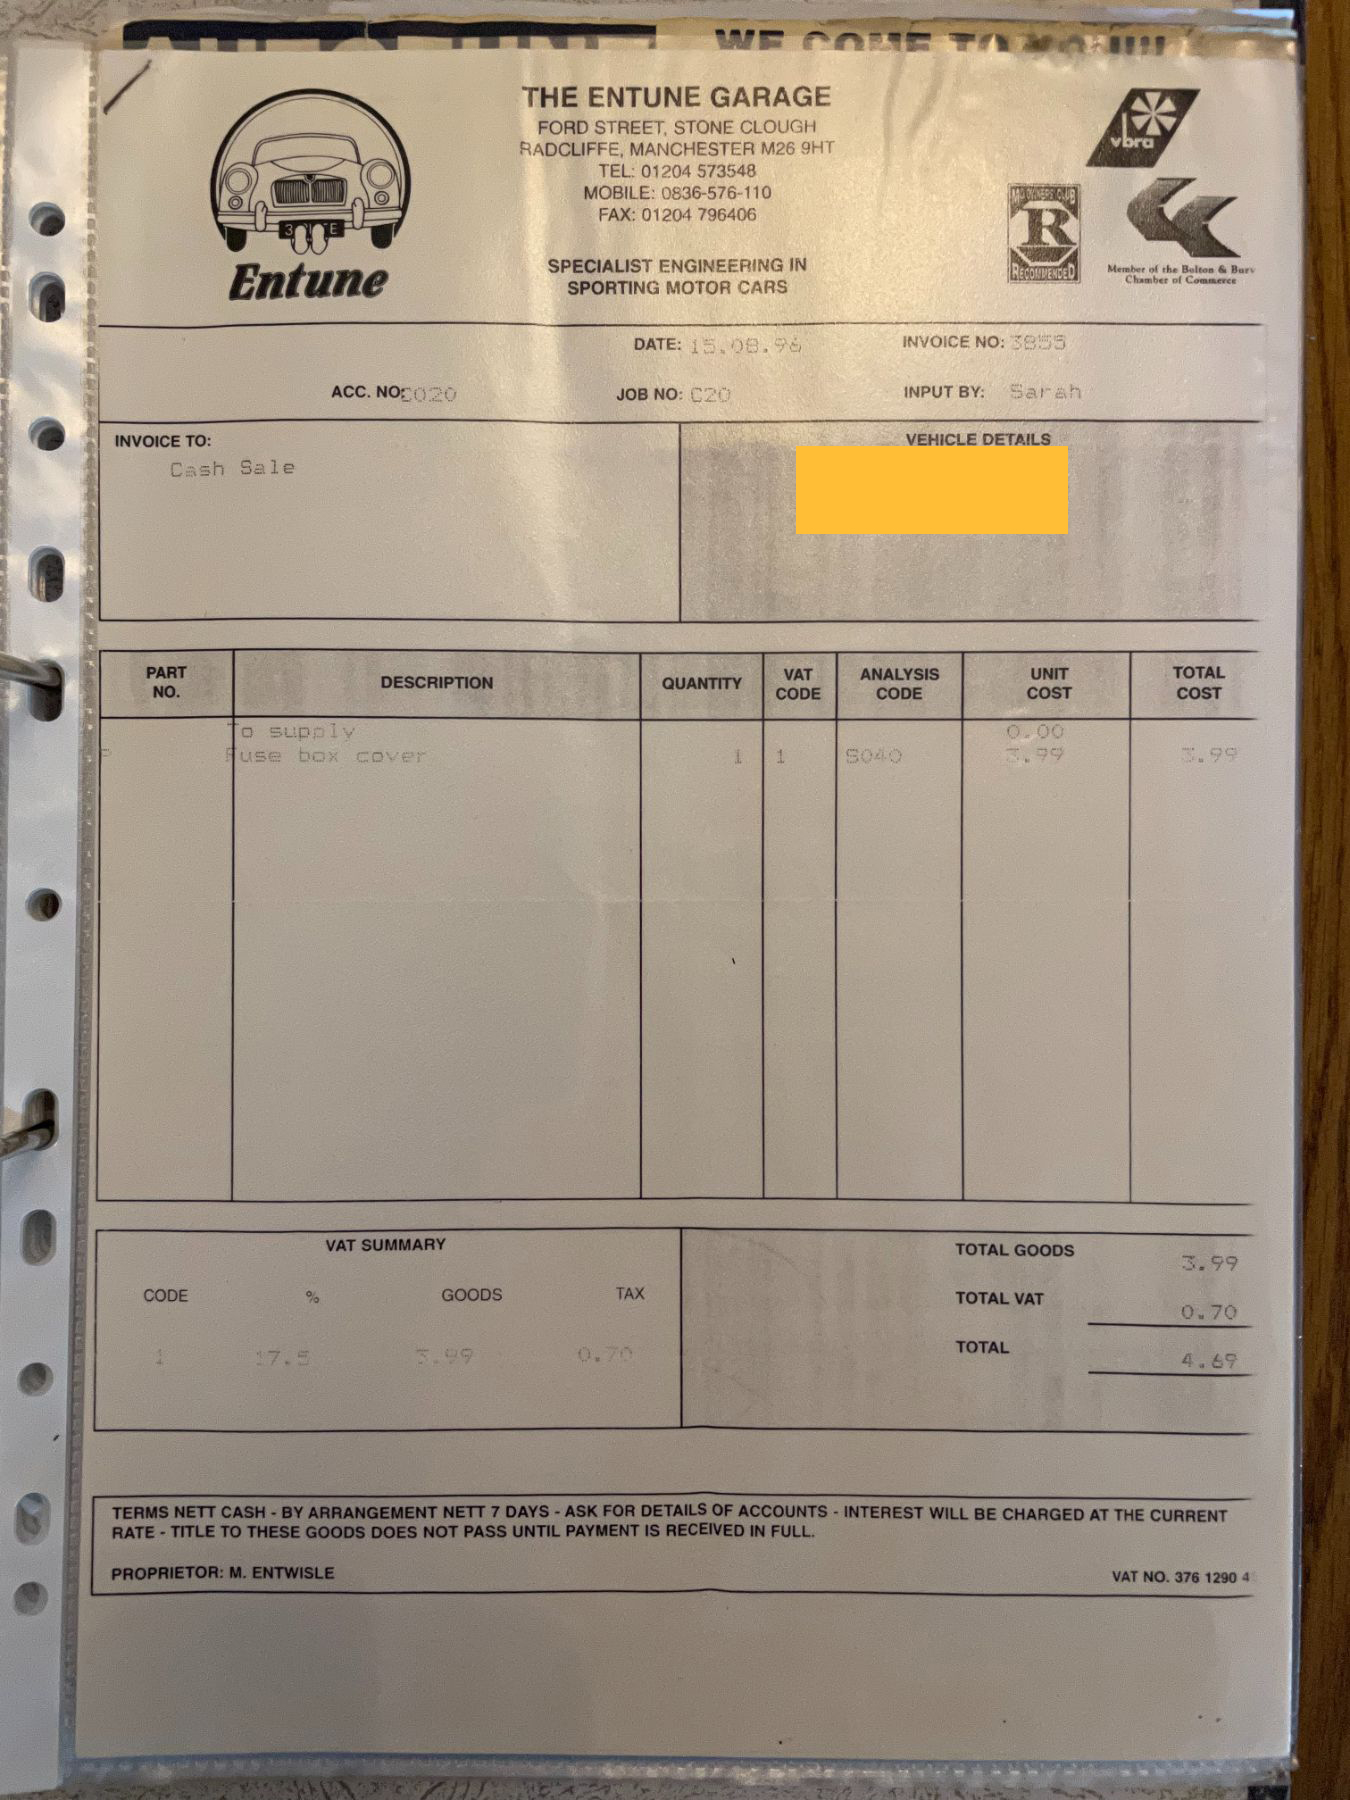 WE COME TO YOU!!!
THE ENTUNE GARAGE
FORD STREET, STONE CLOUGH
RADCLIFFE, MANCHESTER M26 9HT
TEL: 01204 573548
MOBILE: 0836-576-110
FAX: 01204 796406
SPECIALIST ENGINEERING IN
SPORTING MOTOR CARS
Entune
vbra
OWNERS' CLUB
R
RECOMMENDED
Member of the Bolton & Bury
Chamber of Commerce
DATE: 15.08.96 INVOICE NO: 3855
ACC. NO: C020 JOB NO: C20 INPUT BY: Sarah
INVOICE TO: VEHICLE DETAILS
Cash Sale
PART NO. DESCRIPTION QUANTITY VAT CODE ANALYSIS CODE UNIT COST TOTAL COST
To supply 0.00
F Fuse box cover 1 1 S040 3.99 3.99
VAT SUMMARY
CODE % GOODS TAX
1 17.5 3.99 0.70
TOTAL GOODS 3.99
TOTAL VAT 0.70
TOTAL 4.69
TERMS NETT CASH - BY ARRANGEMENT NETT 7 DAYS - ASK FOR DETAILS OF ACCOUNTS - INTEREST WILL BE CHARGED AT THE CURRENT
RATE - TITLE TO THESE GOODS DOES NOT PASS UNTIL PAYMENT IS RECEIVED IN FULL.
PROPRIETOR: M. ENTWISLE VAT NO. 376 1290 4